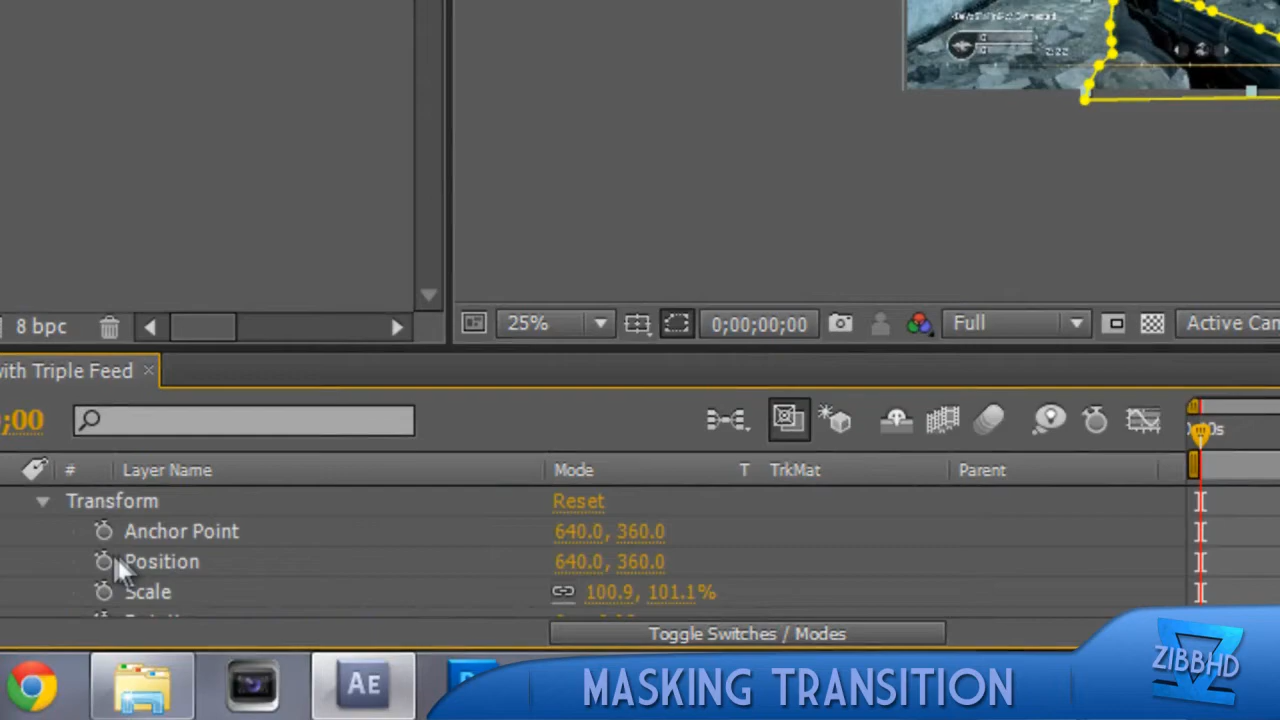 8 bpc
25%
0;00;00;00
Full
Active Can
with Triple Feed
;00
0s
#
Layer Name
Mode
T
TrkMat
Parent
Transform
Reset
Anchor Point
640.0, 360.0
Position
640.0, 360.0
Scale
100.9, 101.1%
Toggle Switches / Modes
Ae
MASKING TRANSITION
ZIBBHD